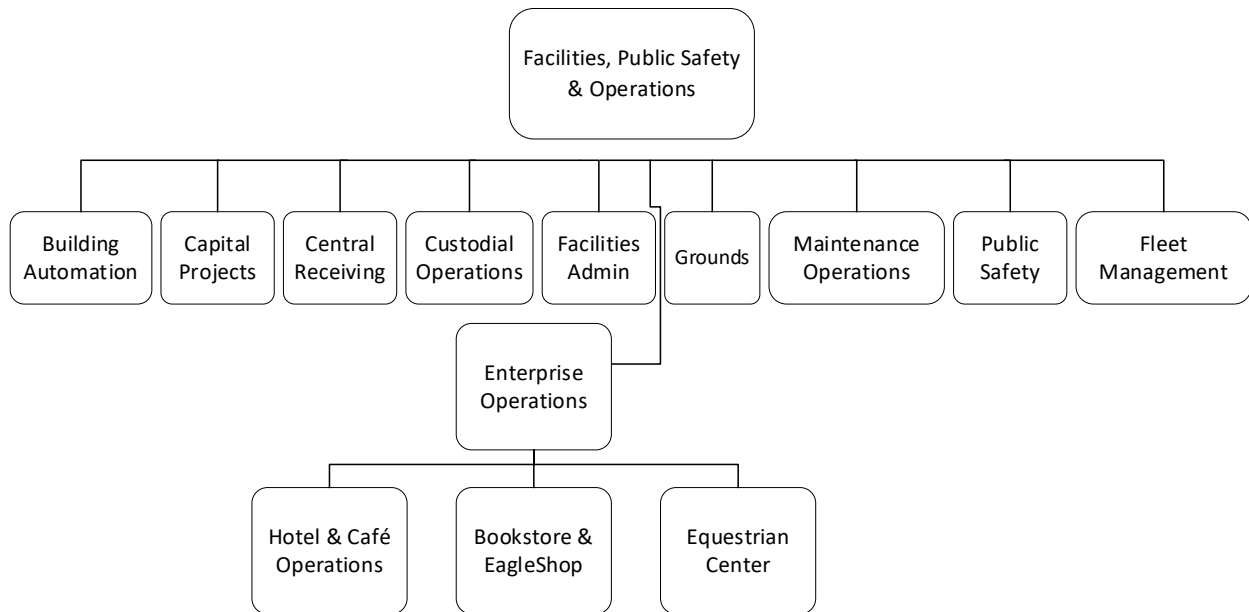 Facilities, Public Safety
& Operations
Building
Automation
Capital
Projects
Central
Receiving
Custodial
Operations
Facilities
Admin
Grounds
Maintenance
Operations
Public
Safety
Fleet
Management
Enterprise
Operations
Hotel & Café
Operations
Bookstore &
EagleShop
Equestrian
Center